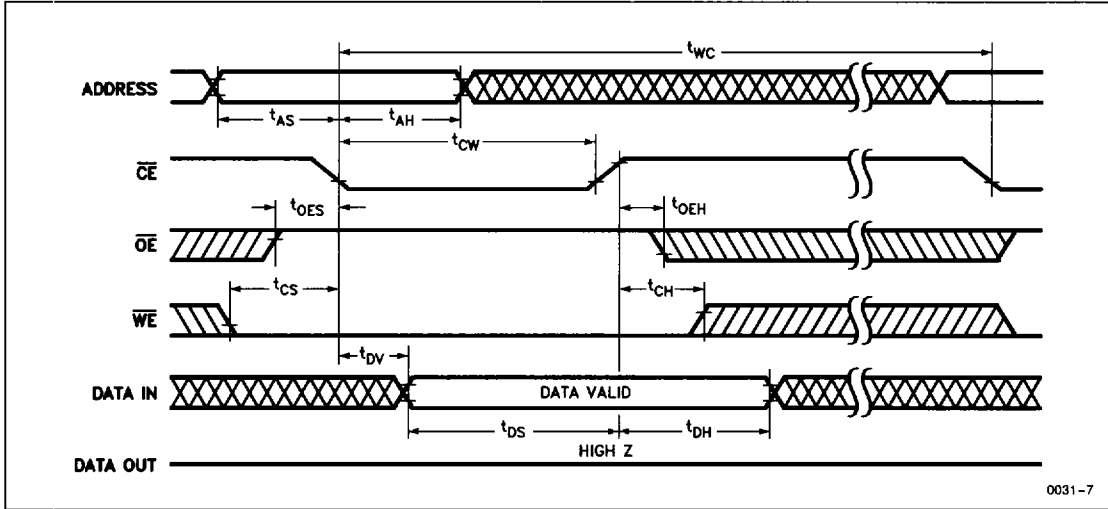 tWC
ADDRESS
tAS
tAH
tCW
CE
tOES
tOEH
OE
tCS
tCH
WE
tDV
DATA IN
DATA VALID
tDS
tDH
HIGH Z
DATA OUT
0031-7